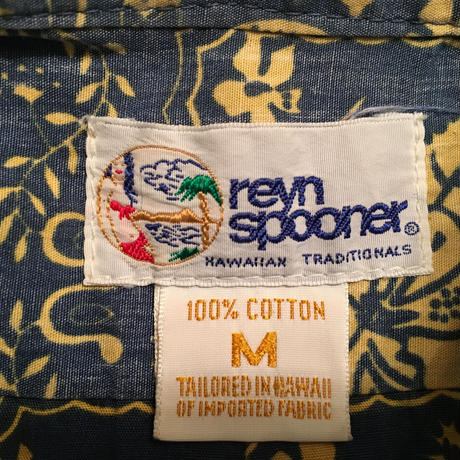 reyn
spooner®
HAWAIIAN TRADITIONALS
100% COTTON
M
TAILORED IN HAWAII
OF IMPORTED FABRIC